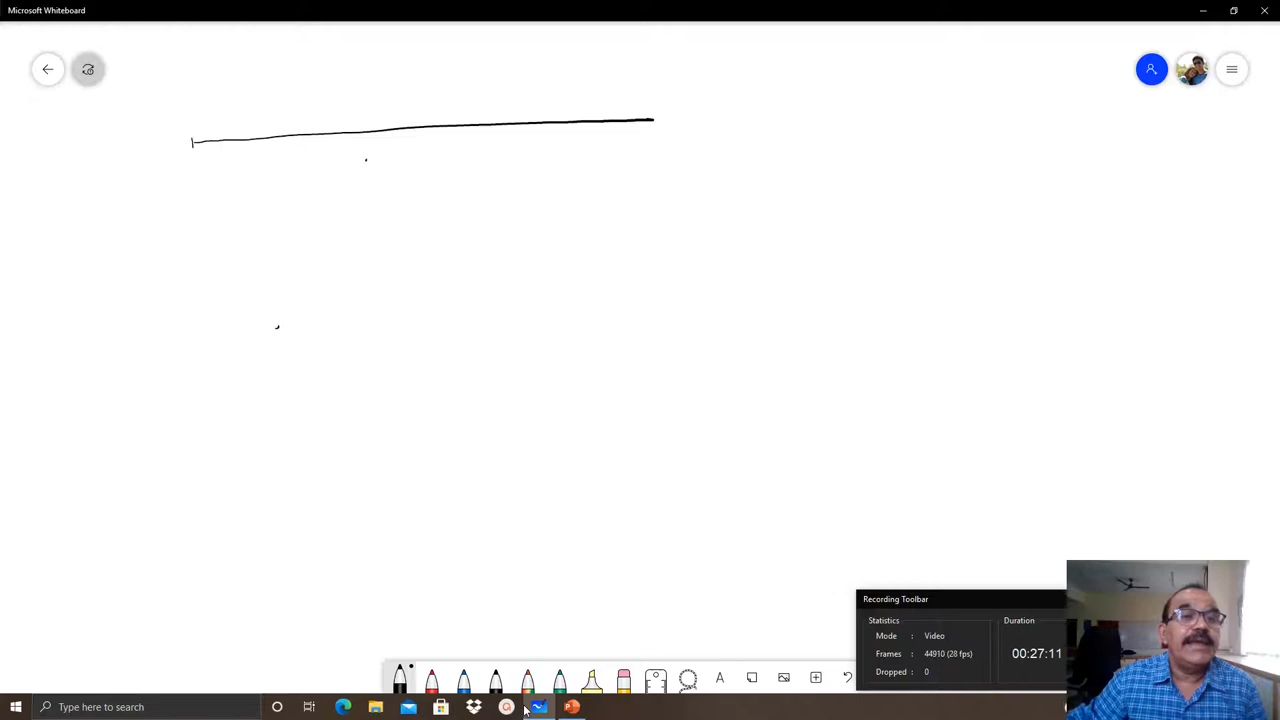 Microsoft Whiteboard
Recording Toolbar
Statistics
Duration
Mode : Video
Frames : 44910 (28 fps)
00:27:11
Dropped : 0
A
Type here to search